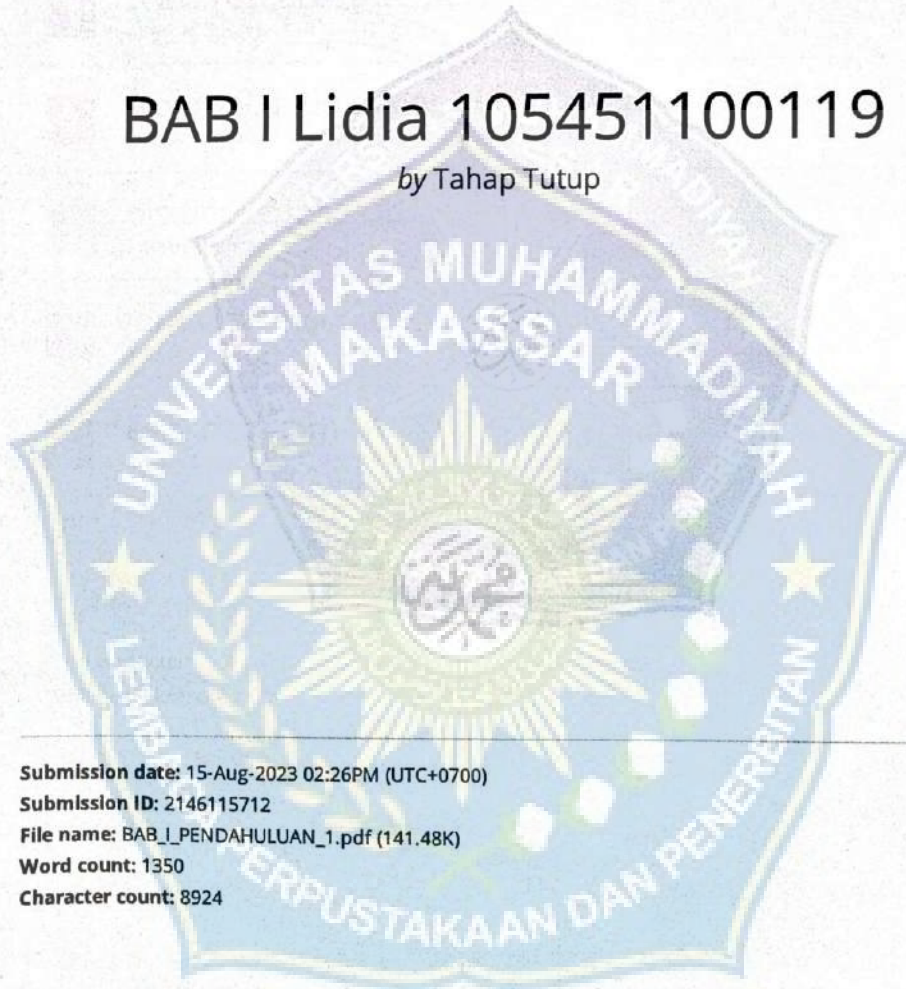 BAB I Lidia 105451100119
by Tahap Tutup
UNIVERSITAS MUHAMMADIYAH
MAKASSAR
LEMBAGA PERPUSTAKAAN DAN PENERBITAN
Submission date: 15-Aug-2023 02:26PM (UTC+0700)
Submission ID: 2146115712
File name: BAB_I_PENDAHULUAN_1.pdf (141.48K)
Word count: 1350
Character count: 8924